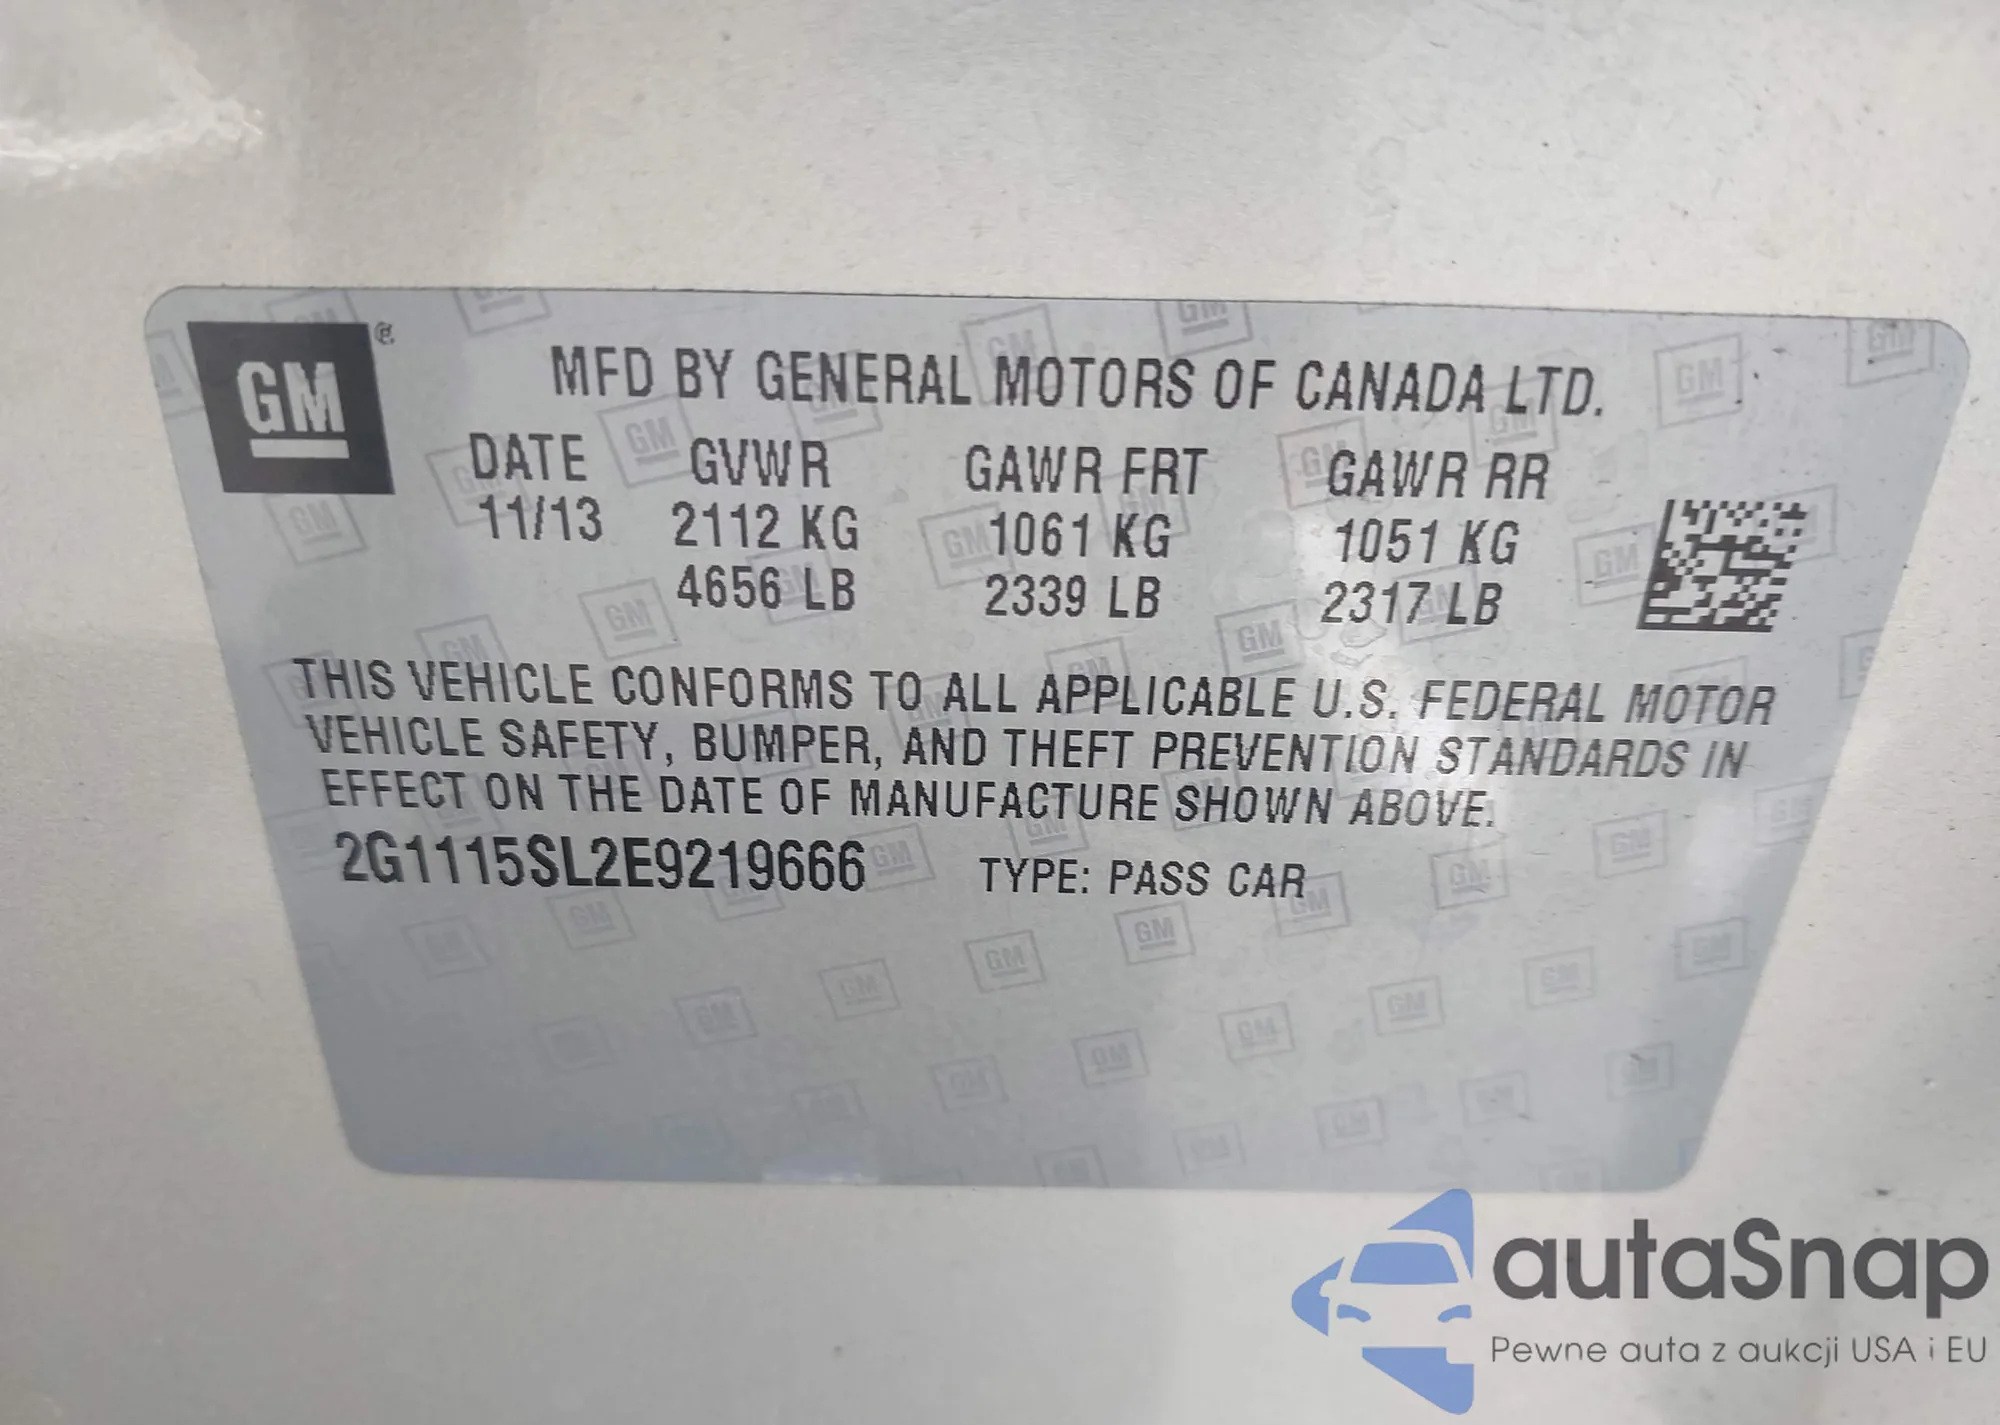 GM ®
MFD BY GENERAL MOTORS OF CANADA LTD.
DATE GVWR GAWR FRT GAWR RR
11/13 2112 KG 1061 KG 1051 KG
4656 LB 2339 LB 2317 LB
THIS VEHICLE CONFORMS TO ALL APPLICABLE U.S. FEDERAL MOTOR
VEHICLE SAFETY, BUMPER, AND THEFT PREVENTION STANDARDS IN
EFFECT ON THE DATE OF MANUFACTURE SHOWN ABOVE.
2G1115SL2E9219666 TYPE: PASS CAR
autaSnap
Pewne auta z aukcji USA i EU